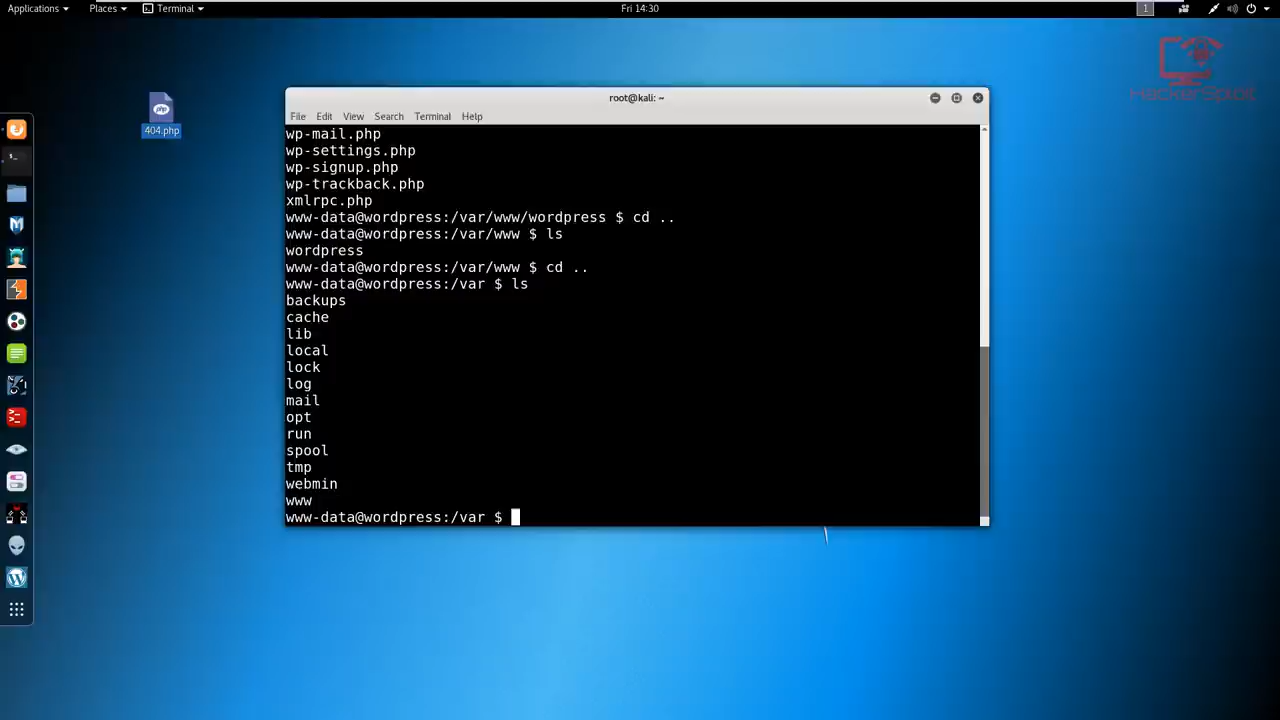 Applications Places Terminal Fri 14:30 1
HackerSploit
404.php
php
root@kali: ~
File Edit View Search Terminal Help
wp-mail.php
wp-settings.php
wp-signup.php
wp-trackback.php
xmlrpc.php
www-data@wordpress:/var/www/wordpress $ cd ..
www-data@wordpress:/var/www $ ls
wordpress
www-data@wordpress:/var/www $ cd ..
www-data@wordpress:/var $ ls
backups
cache
lib
local
lock
log
mail
opt
run
spool
tmp
webmin
www
www-data@wordpress:/var $